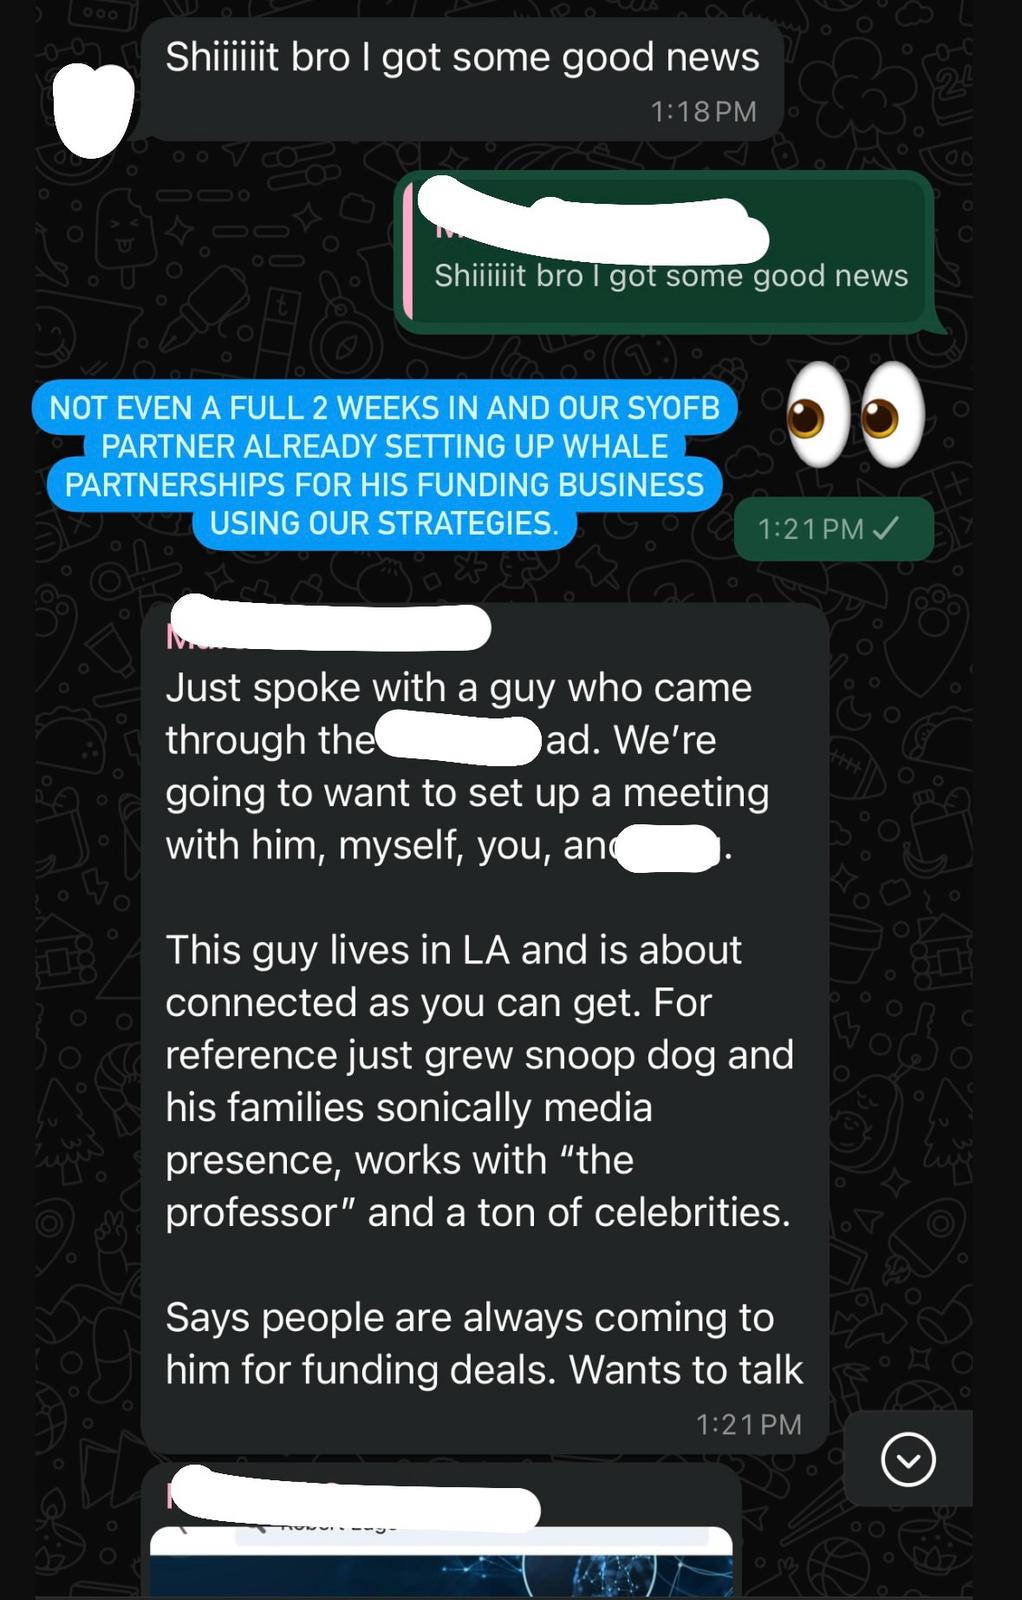 Shiiiiiit bro I got some good news
1:18 PM
Shiiiiiit bro I got some good news
NOT EVEN A FULL 2 WEEKS IN AND OUR SYOFB
PARTNER ALREADY SETTING UP WHALE
PARTNERSHIPS FOR HIS FUNDING BUSINESS
USING OUR STRATEGIES.
1:21 PM
Just spoke with a guy who came
through the ad. We’re
going to want to set up a meeting
with him, myself, you, and .
This guy lives in LA and is about
connected as you can get. For
reference just grew snoop dog and
his families sonically media
presence, works with “the
professor” and a ton of celebrities.
Says people are always coming to
him for funding deals. Wants to talk
1:21 PM